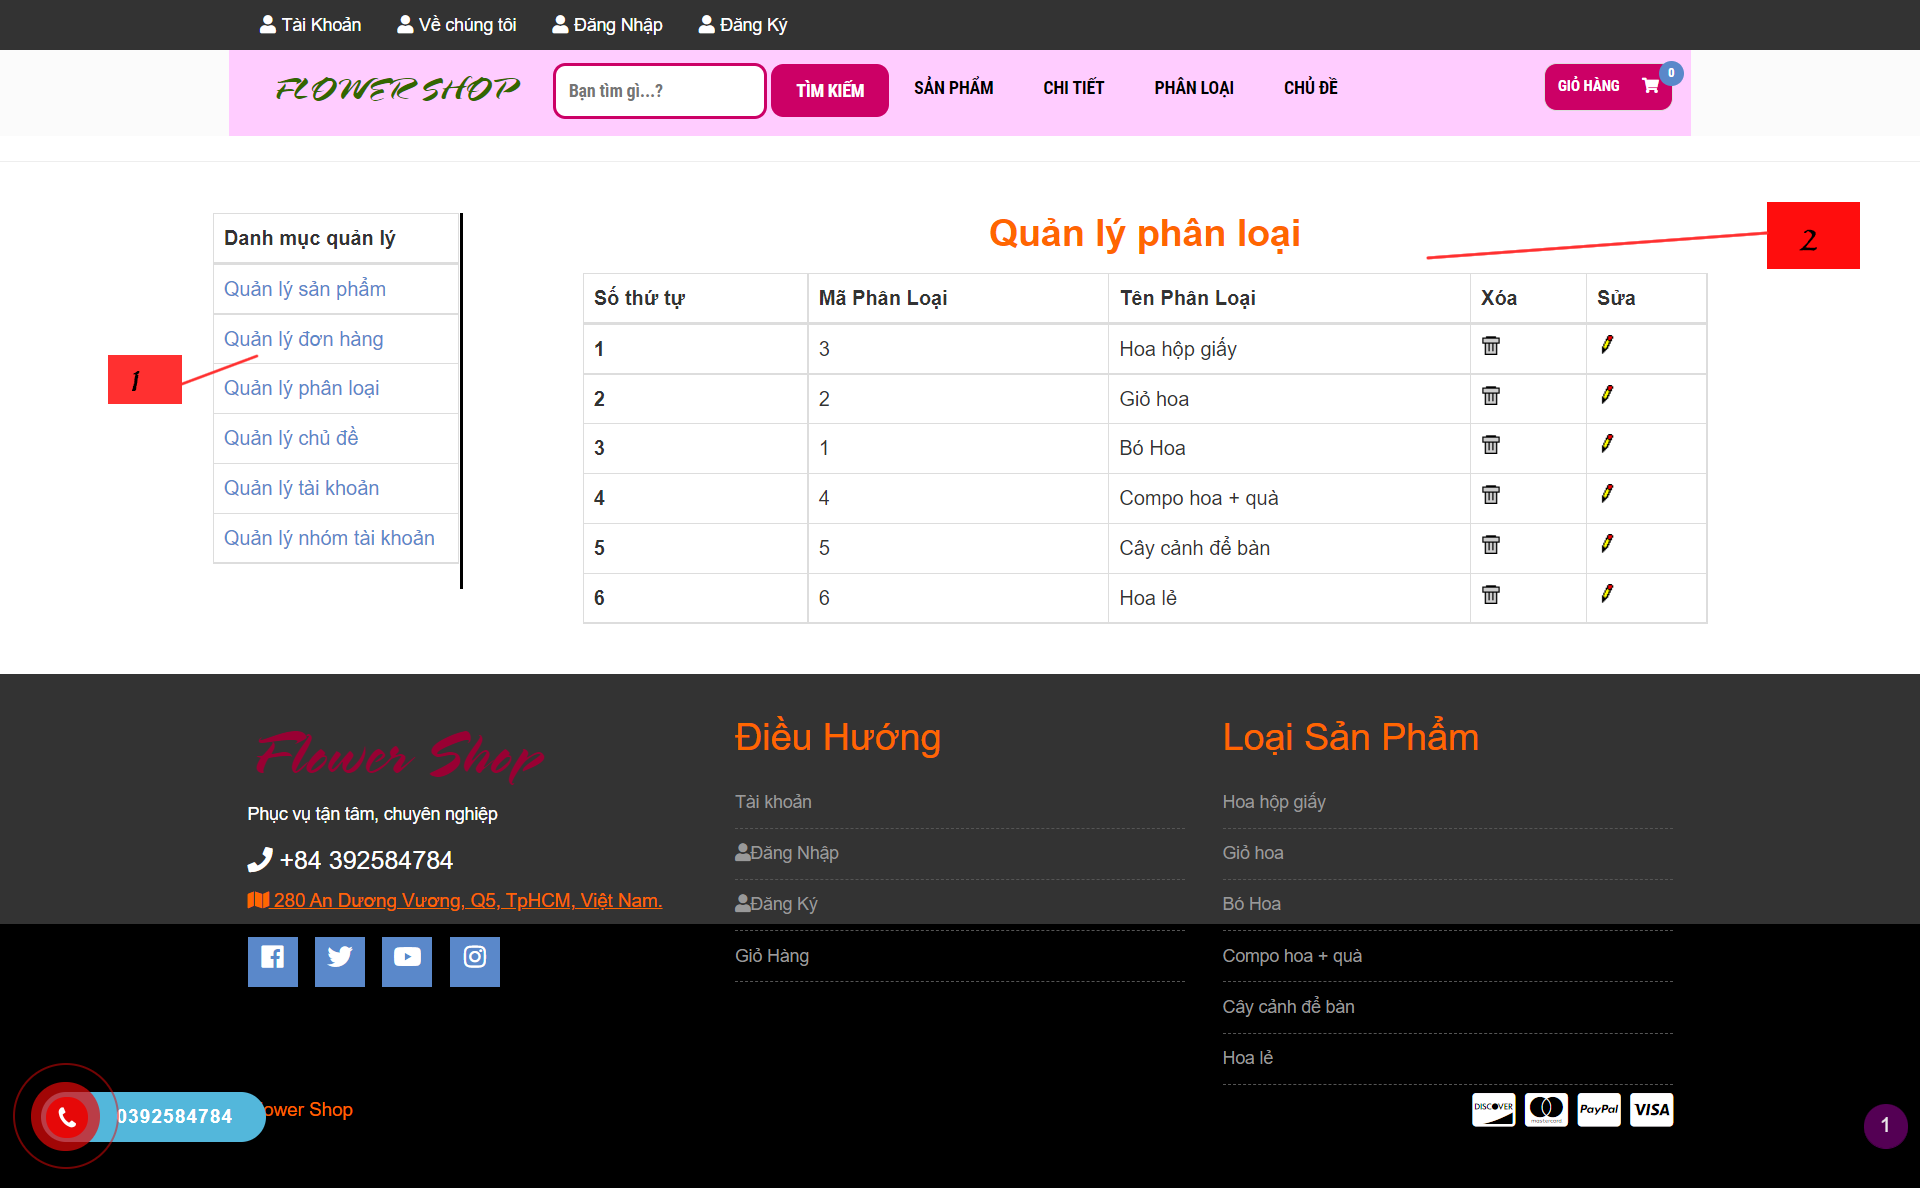 Tài Khoản Về chúng tôi Đăng Nhập Đăng Ký
FLOWER SHOP Bạn tìm gì...? TÌM KIẾM SẢN PHẨM CHI TIẾT PHÂN LOẠI CHỦ ĐỀ GIỎ HÀNG 0
Danh mục quản lý
Quản lý sản phẩm
Quản lý đơn hàng
Quản lý phân loại
Quản lý chủ đề
Quản lý tài khoản
Quản lý nhóm tài khoản
1
Quản lý phân loại
2
Số thứ tự Mã Phân Loại Tên Phân Loại Xóa Sửa
1 3 Hoa hộp giấy
2 2 Giỏ hoa
3 1 Bó Hoa
4 4 Compo hoa + quà
5 5 Cây cảnh để bàn
6 6 Hoa lẻ
Flower Shop
Phục vụ tận tâm, chuyên nghiệp
+84 392584784
280 An Dương Vương, Q5, TpHCM, Việt Nam.
Điều Hướng
Tài khoản
Đăng Nhập
Đăng Ký
Giỏ Hàng
Loại Sản Phẩm
Hoa hộp giấy
Giỏ hoa
Bó Hoa
Compo hoa + quà
Cây cảnh để bàn
Hoa lẻ
0392584784
ower Shop
DISCOVER mastercard PayPal VISA
1